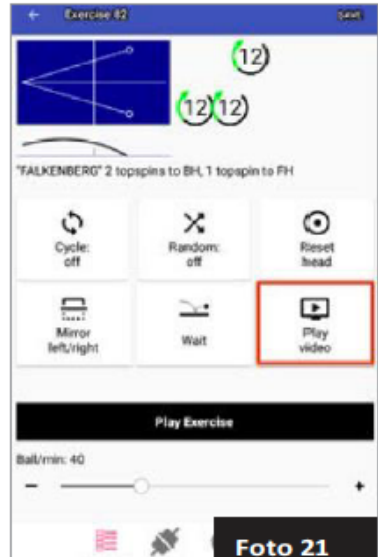 Exercise 82
SAVE
12
12 12
"FALKENBERG" 2 topspins to BH, 1 topspin to FH
Cycle:
off
Random:
off
Reset
head
Mirror
left/right
Wait
Play
video
Play Exercise
Ball/min: 40
- +
Foto 21